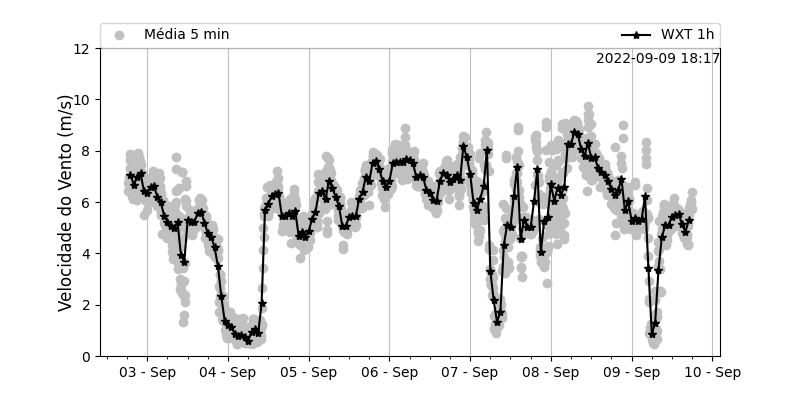 Média 5 min
WXT 1h
2022-09-09 18:17
Velocidade do Vento (m/s)
12
10
8
6
4
2
0
03 - Sep 04 - Sep 05 - Sep 06 - Sep 07 - Sep 08 - Sep 09 - Sep 10 - Sep